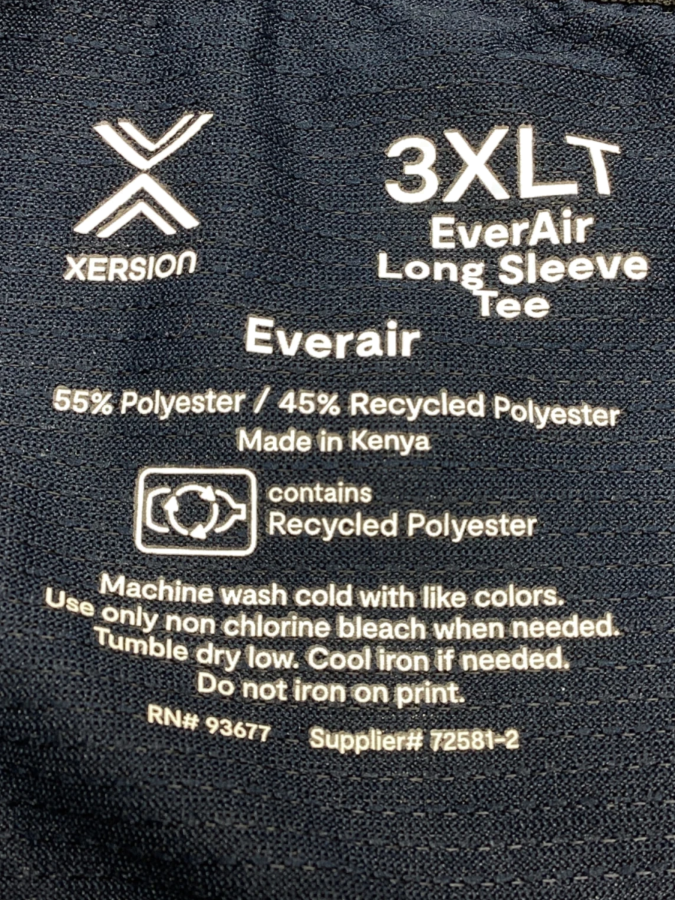 XERSION
3XLT
EverAir
Long Sleeve
Tee
Everair
55% Polyester / 45% Recycled Polyester
Made in Kenya
contains
Recycled Polyester
Machine wash cold with like colors.
Use only non chlorine bleach when needed.
Tumble dry low. Cool iron if needed.
Do not iron on print.
RN# 93677 Supplier# 72581-2